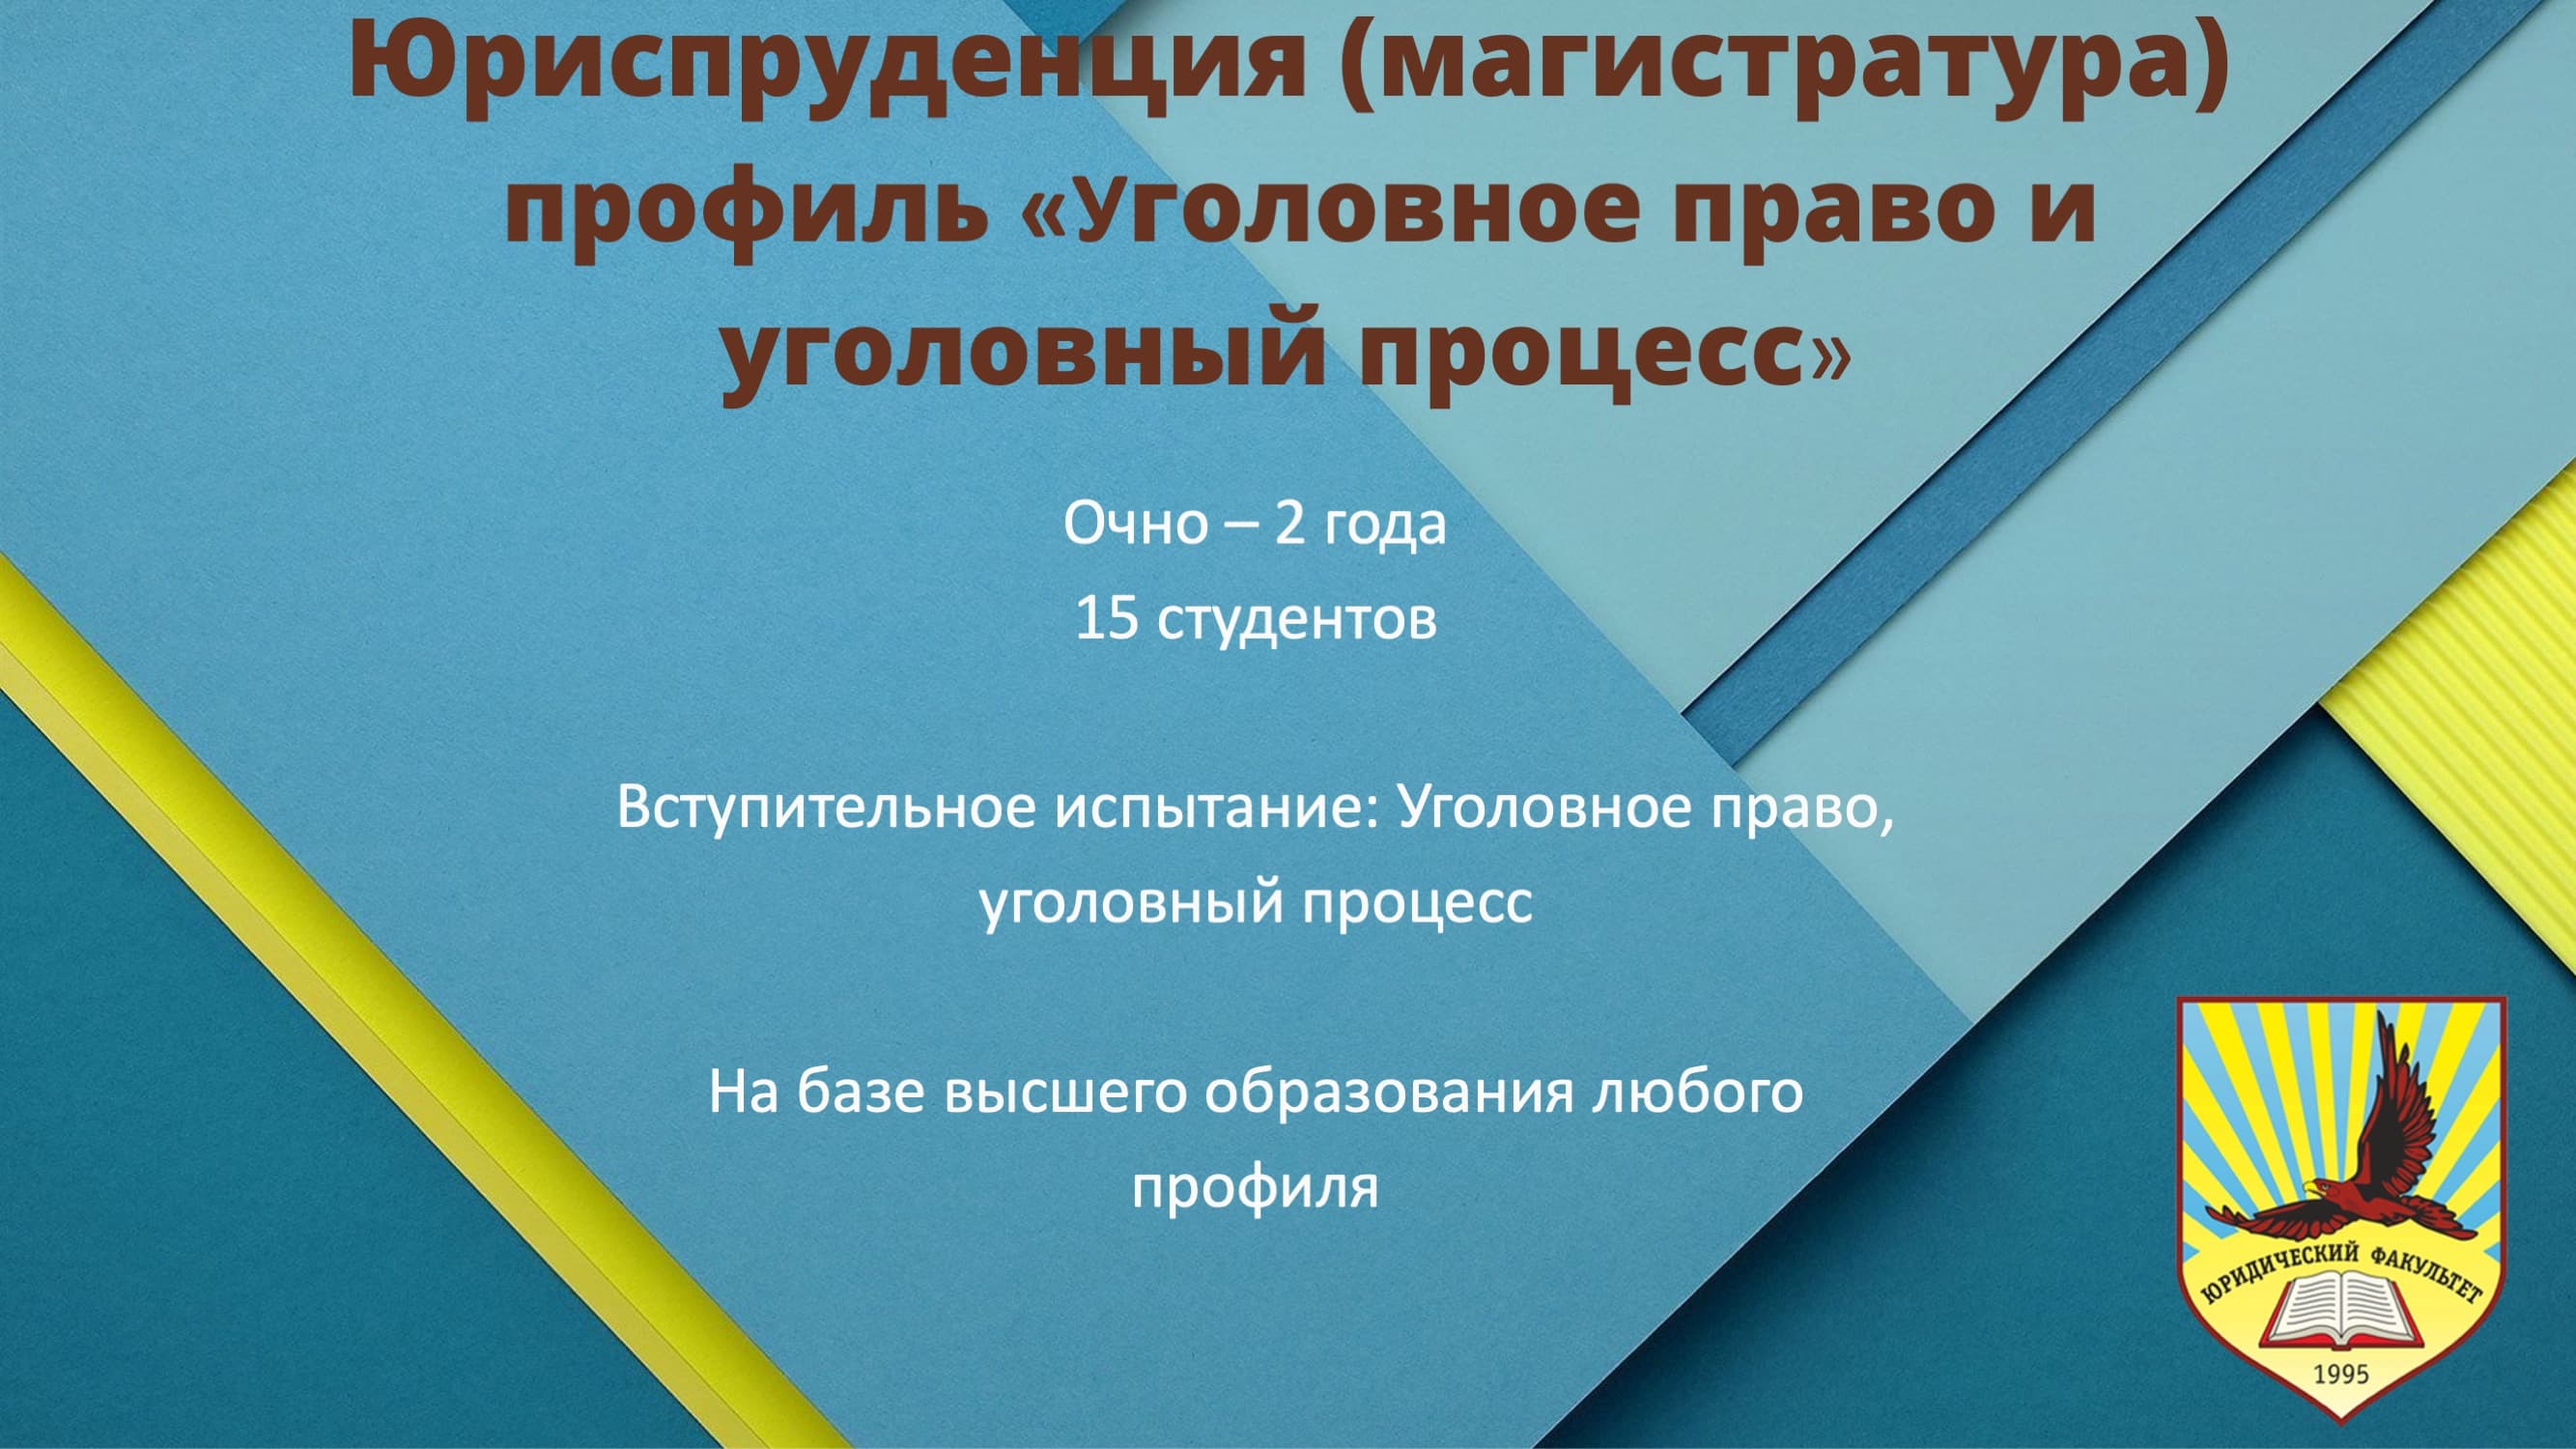 Юриспруденция (магистратура)
профиль «Уголовное право и
уголовный процесс»
Очно – 2 года
15 студентов
Вступительное испытание: Уголовное право,
уголовный процесс
На базе высшего образования любого
профиля
ЮРИДИЧЕСКИЙ ФАКУЛЬТЕТ
1995